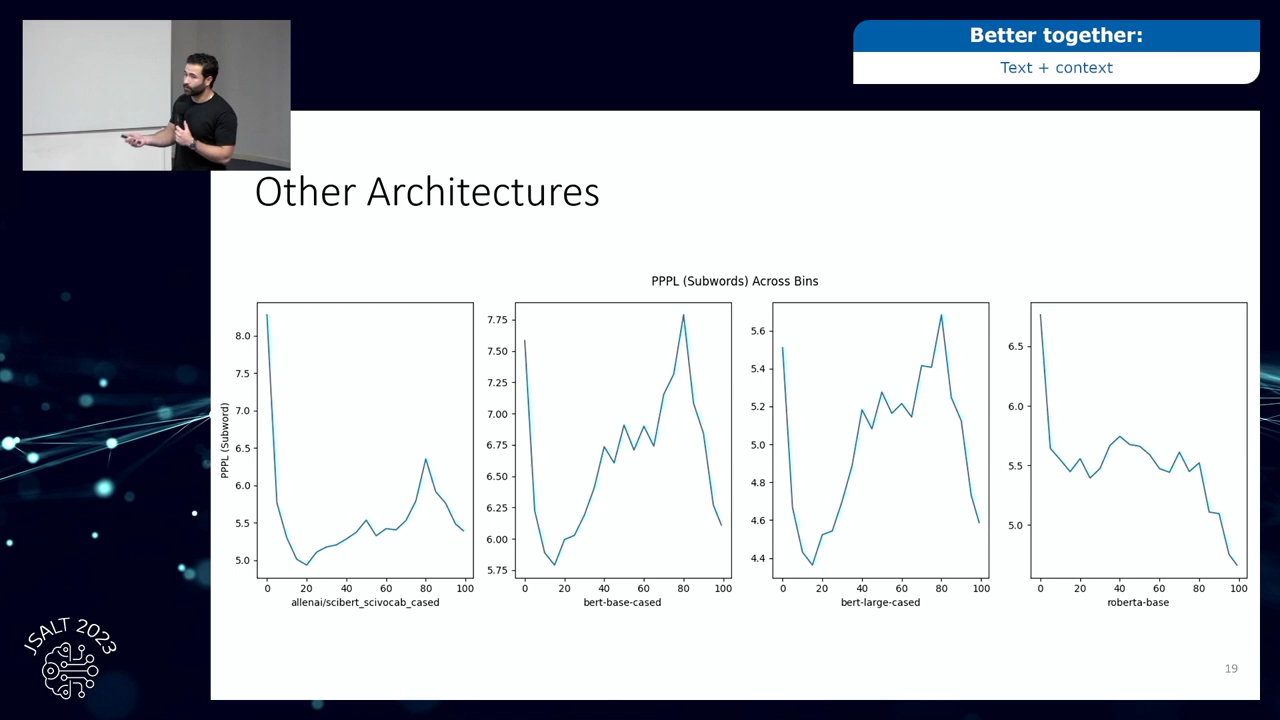 Better together:
Text + context
Other Architectures
PPPL (Subwords) Across Bins
PPPL (Subword)
8.0
7.5
7.0
6.5
6.0
5.5
5.0
0 20 40 60 80 100
allenai/scibert_scivocab_cased
7.75
7.50
7.25
7.00
6.75
6.50
6.25
6.00
5.75
0 20 40 60 80 100
bert-base-cased
5.6
5.4
5.2
5.0
4.8
4.6
4.4
0 20 40 60 80 100
bert-large-cased
6.5
6.0
5.5
5.0
0 20 40 60 80 100
roberta-base
JSALT 2023
19